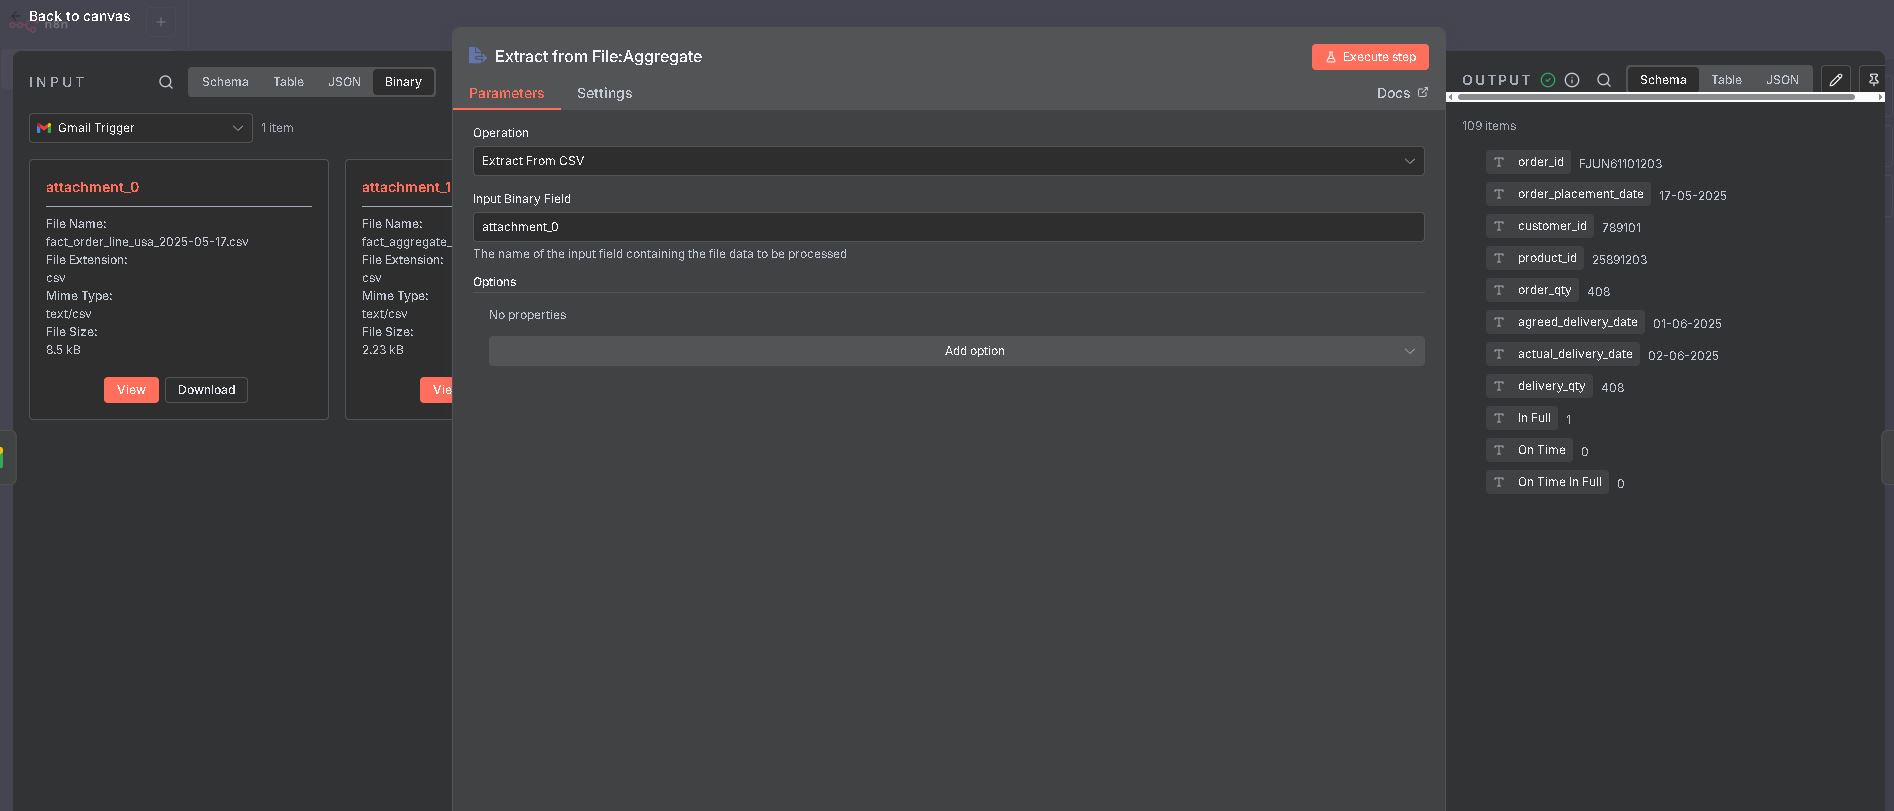 Back to canvas
n8n
INPUT
Schema
Table
JSON
Binary
Gmail Trigger
1 item
attachment_0
File Name:
fact_order_line_usa_2025-05-17.csv
File Extension:
csv
Mime Type:
text/csv
File Size:
8.5 kB
View
Download
attachment_1
File Name:
fact_aggregate_
File Extension:
csv
Mime Type:
text/csv
File Size:
2.23 kB
Vie
Extract from File:Aggregate
Execute step
Parameters
Settings
Docs
Operation
Extract From CSV
Input Binary Field
attachment_0
The name of the input field containing the file data to be processed
Options
No properties
Add option
OUTPUT
Schema
Table
JSON
109 items
T order_id FJUN61101203
T order_placement_date 17-05-2025
T customer_id 789101
T product_id 25891203
T order_qty 408
T agreed_delivery_date 01-06-2025
T actual_delivery_date 02-06-2025
T delivery_qty 408
T In Full 1
T On Time 0
T On Time In Full 0